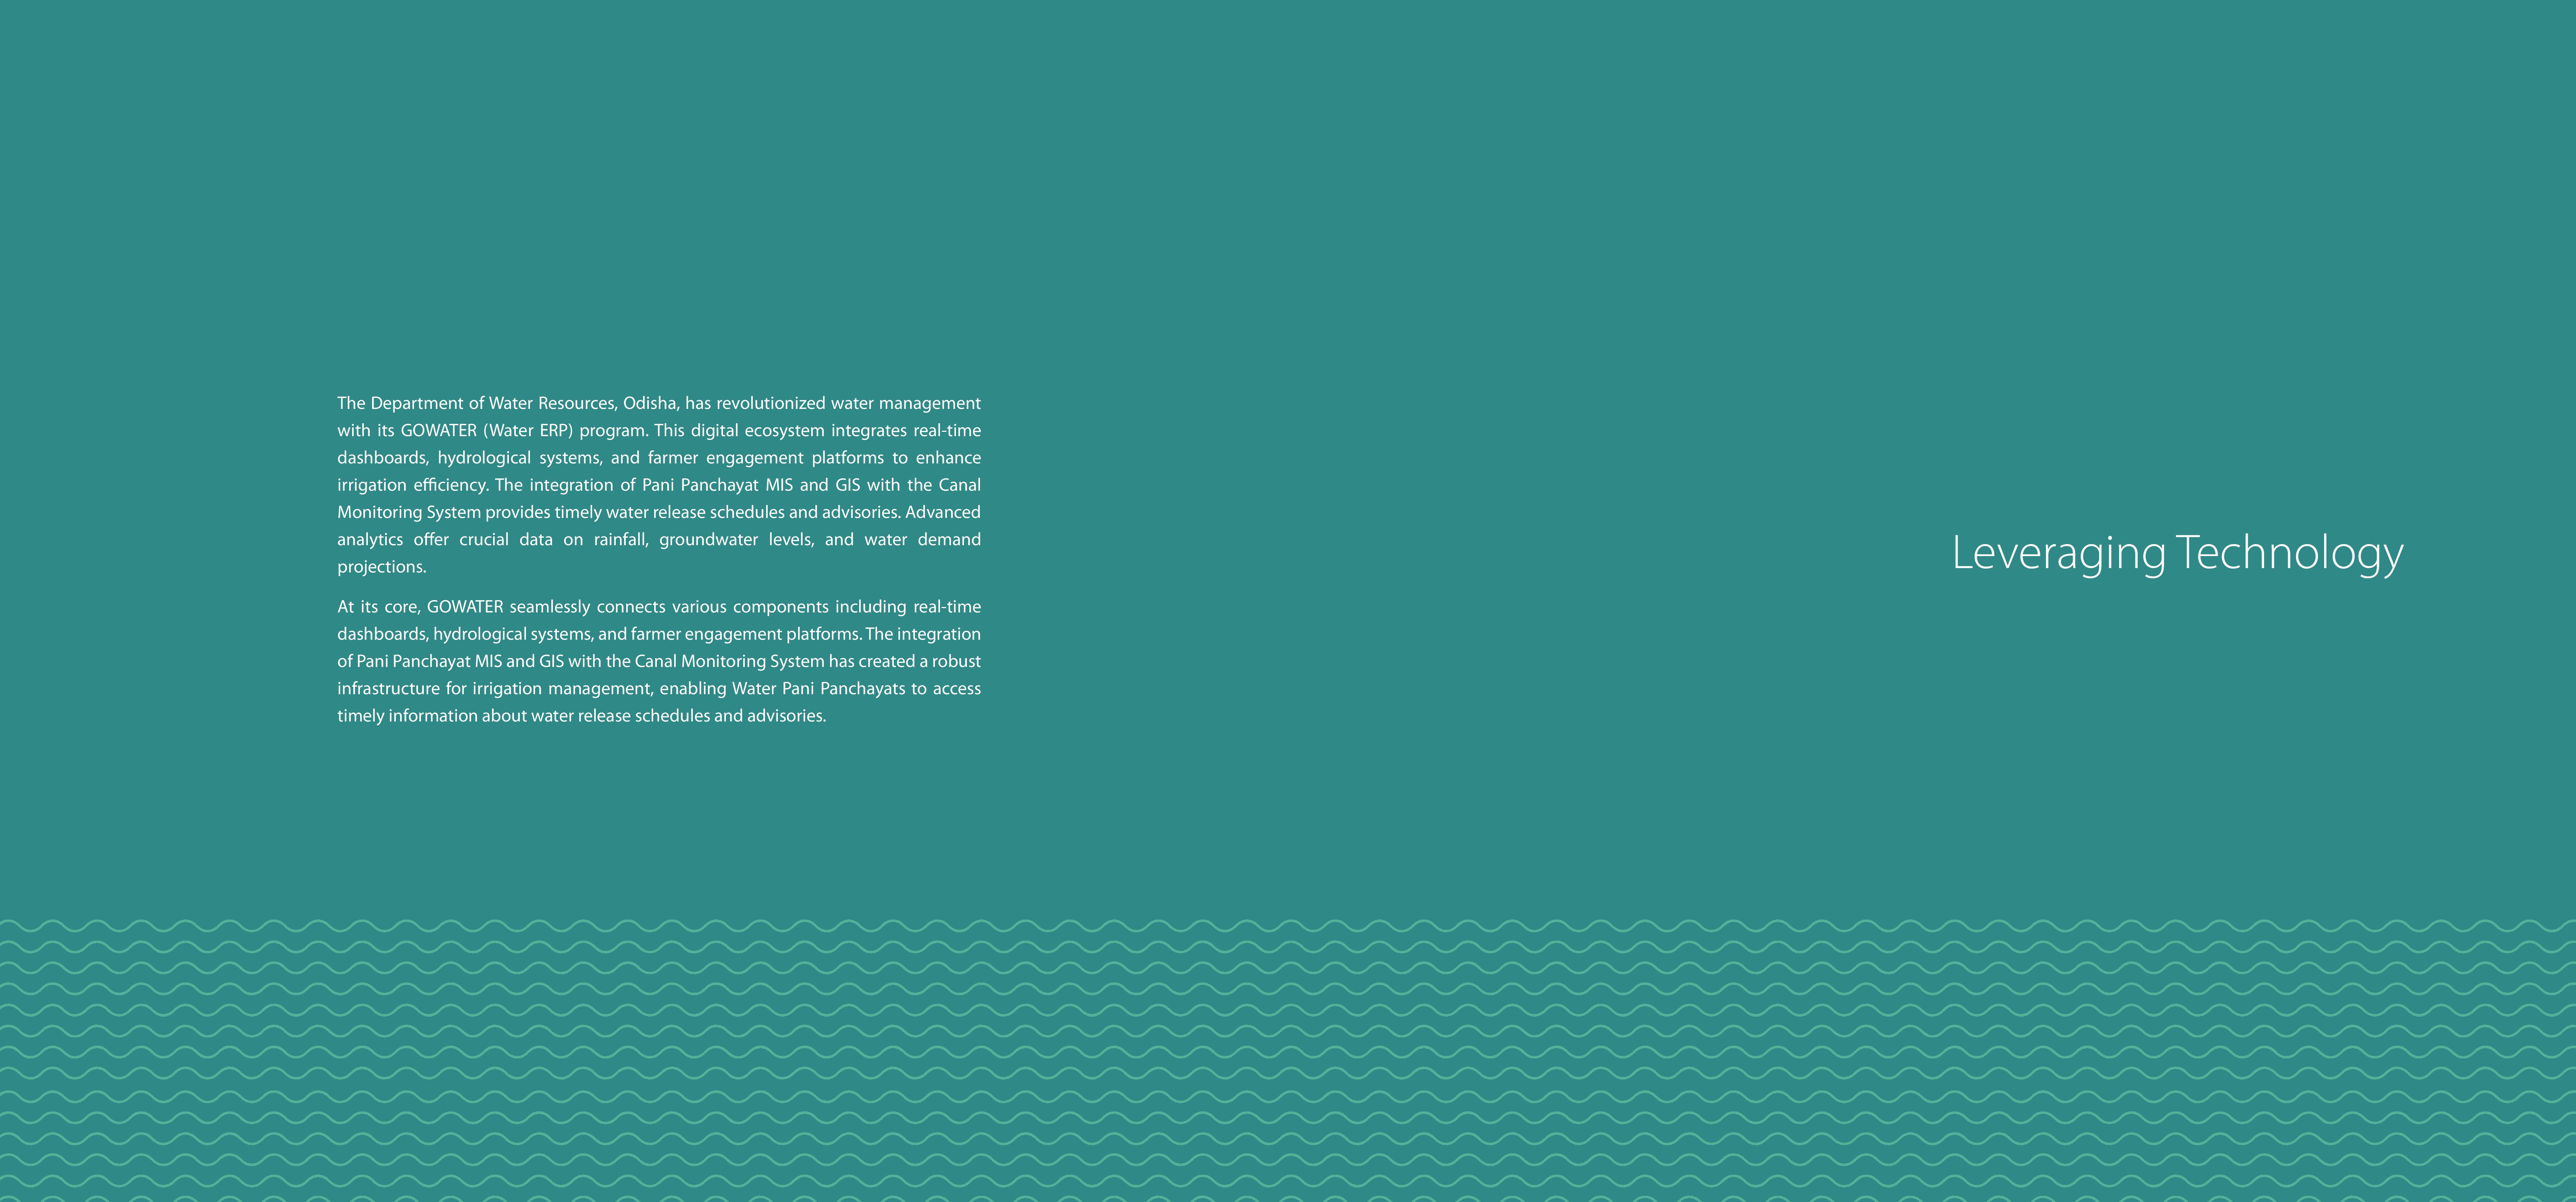 The Department of Water Resources, Odisha, has revolutionized water management
with its GOWATER (Water ERP) program. This digital ecosystem integrates real-time
dashboards, hydrological systems, and farmer engagement platforms to enhance
irrigation efficiency. The integration of Pani Panchayat MIS and GIS with the Canal
Monitoring System provides timely water release schedules and advisories. Advanced
analytics offer crucial data on rainfall, groundwater levels, and water demand
projections.
At its core, GOWATER seamlessly connects various components including real-time
dashboards, hydrological systems, and farmer engagement platforms. The integration
of Pani Panchayat MIS and GIS with the Canal Monitoring System has created a robust
infrastructure for irrigation management, enabling Water Pani Panchayats to access
timely information about water release schedules and advisories.
Leveraging Technology